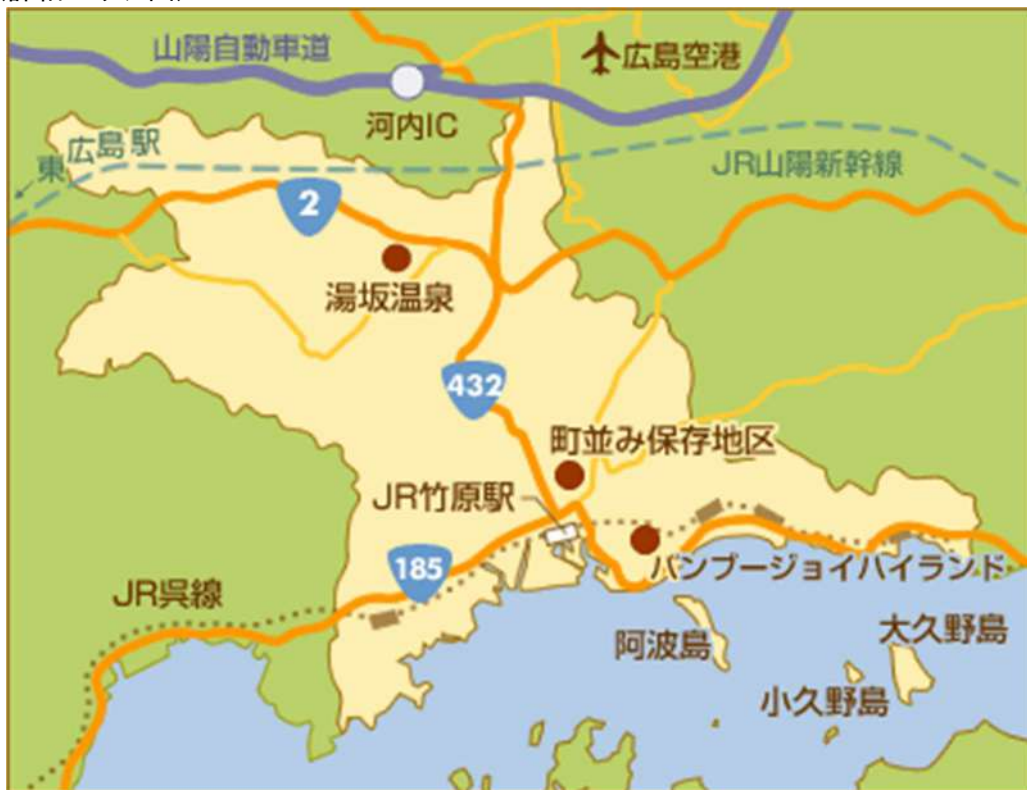 山陽自動車道
広島空港
河内IC
東広島駅
JR山陽新幹線
2
湯坂温泉
432
町並み保存地区
JR竹原駅
185
バンブージョイハイランド
JR呉線
阿波島
大久野島
小久野島